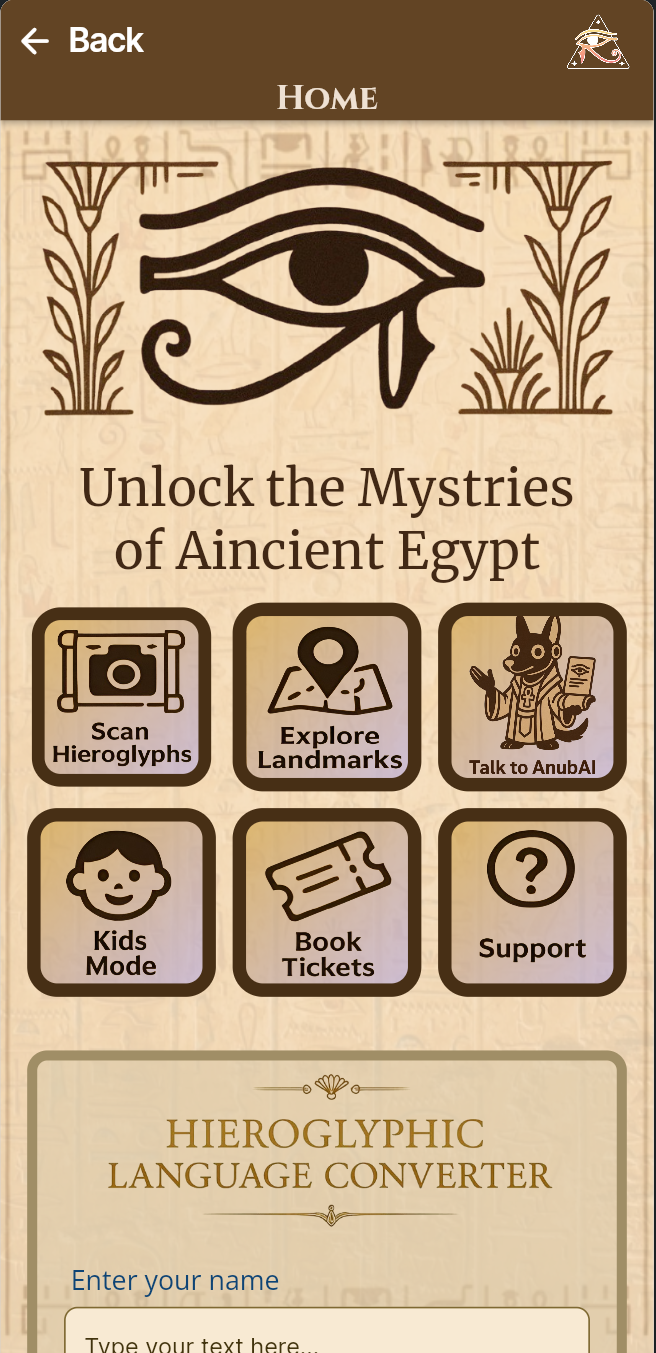 Back
Home
Unlock the Mystries
of Aincient Egypt
Scan
Hieroglyphs
Explore
Landmarks
Talk to AnubAI
Kids
Mode
Book
Tickets
Support
HIEROGLYPHIC
LANGUAGE CONVERTER
Enter your name
Type your text here...